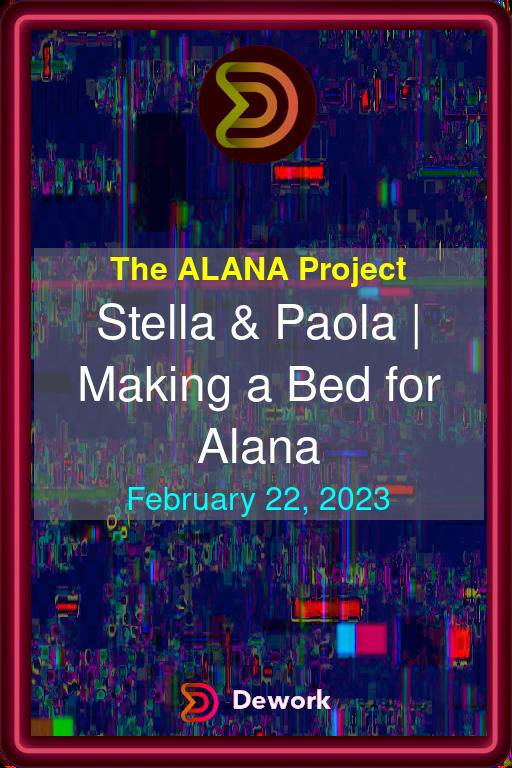 The ALANA Project
Stella & Paola |
Making a Bed for
Alana
February 22, 2023
Dework